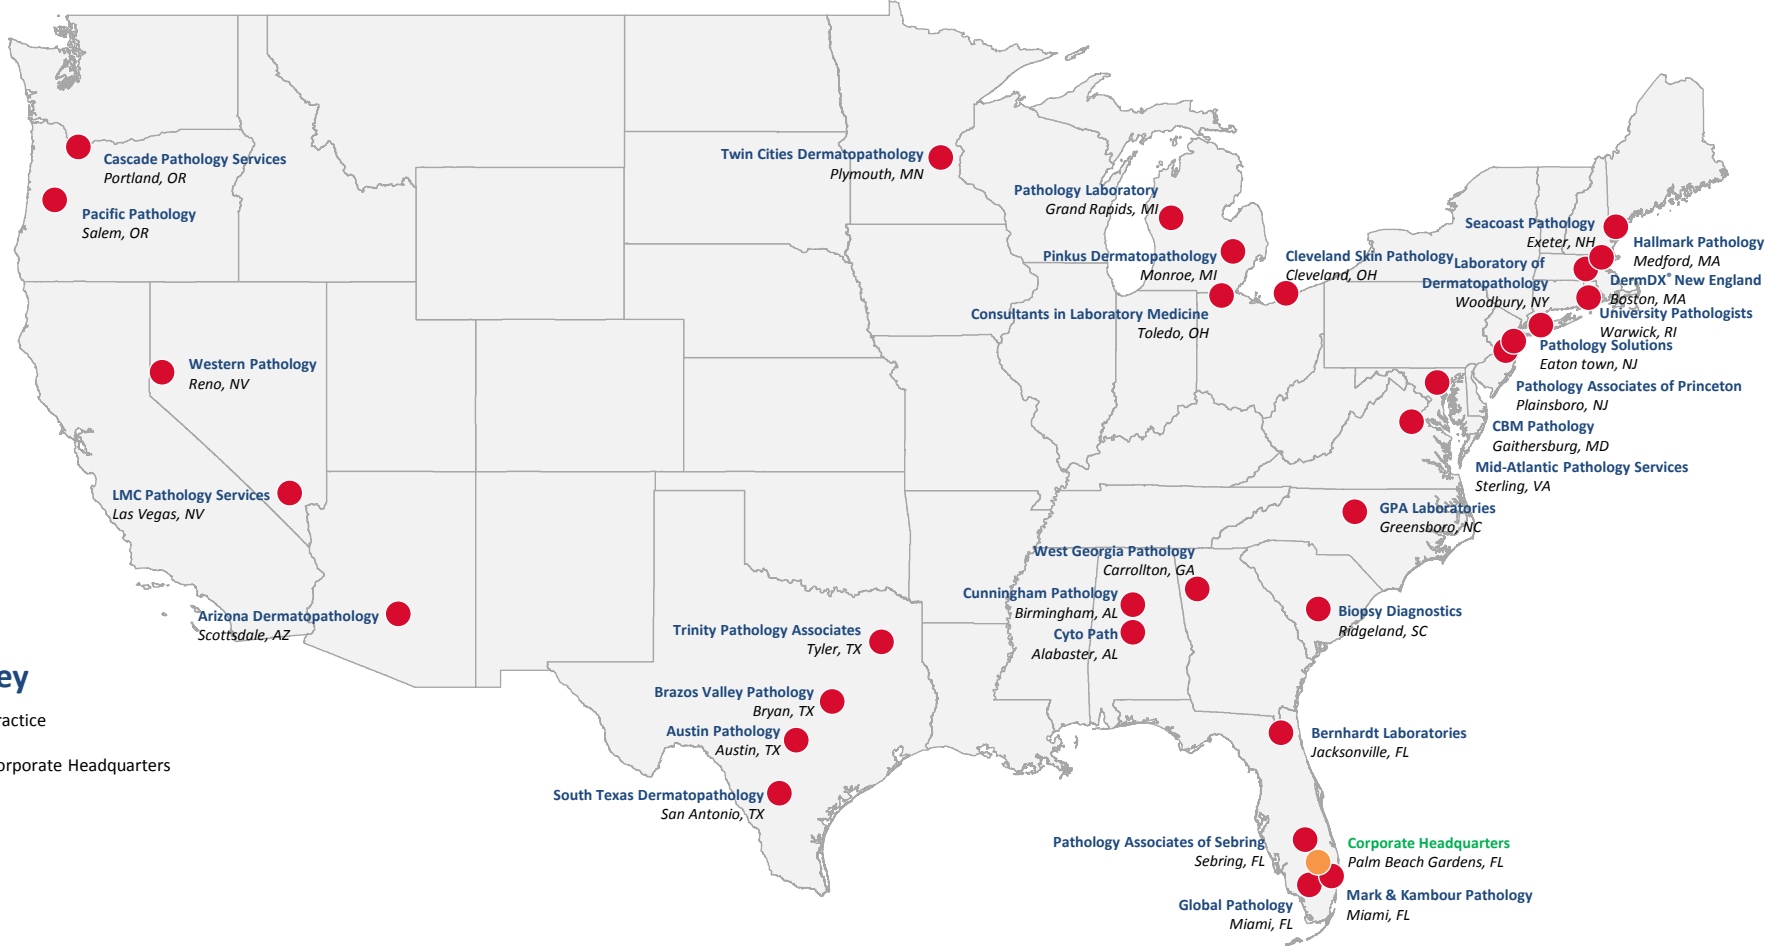 Cascade Pathology Services
Portland, OR
Pacific Pathology
Salem, OR
Western Pathology
Reno, NV
LMC Pathology Services
Las Vegas, NV
Arizona Dermatopathology
Scottsdale, AZ
Twin Cities Dermatopathology
Plymouth, MN
Pathology Laboratory
Grand Rapids, MI
Pinkus Dermatopathology
Monroe, MI
Consultants in Laboratory Medicine
Toledo, OH
Cleveland Skin Pathology
Cleveland, OH
Seacoast Pathology
Exeter, NH
Hallmark Pathology
Medford, MA
Laboratory of
Dermatopathology
Woodbury, NY
DermDX® New England
Boston, MA
University Pathologists
Warwick, RI
Pathology Solutions
Eaton town, NJ
Pathology Associates of Princeton
Plainsboro, NJ
CBM Pathology
Gaithersburg, MD
Mid-Atlantic Pathology Services
Sterling, VA
GPA Laboratories
Greensboro, NC
West Georgia Pathology
Carrollton, GA
Cunningham Pathology
Birmingham, AL
Cyto Path
Alabaster, AL
Biopsy Diagnostics
Ridgeland, SC
Trinity Pathology Associates
Tyler, TX
Brazos Valley Pathology
Bryan, TX
Austin Pathology
Austin, TX
South Texas Dermatopathology
San Antonio, TX
Bernhardt Laboratories
Jacksonville, FL
Pathology Associates of Sebring
Sebring, FL
Corporate Headquarters
Palm Beach Gardens, FL
Global Pathology
Miami, FL
Mark & Kambour Pathology
Miami, FL
ey
ractice
orporate Headquarters